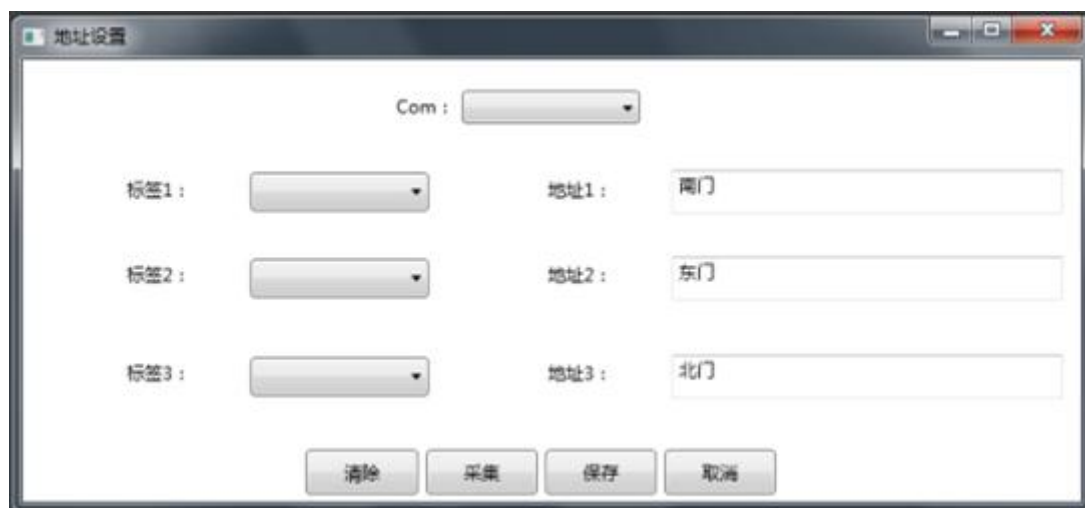 地址设置
Com：
标签1： 地址1： 南门
标签2： 地址2： 东门
标签3： 地址3： 北门
清除 采集 保存 取消